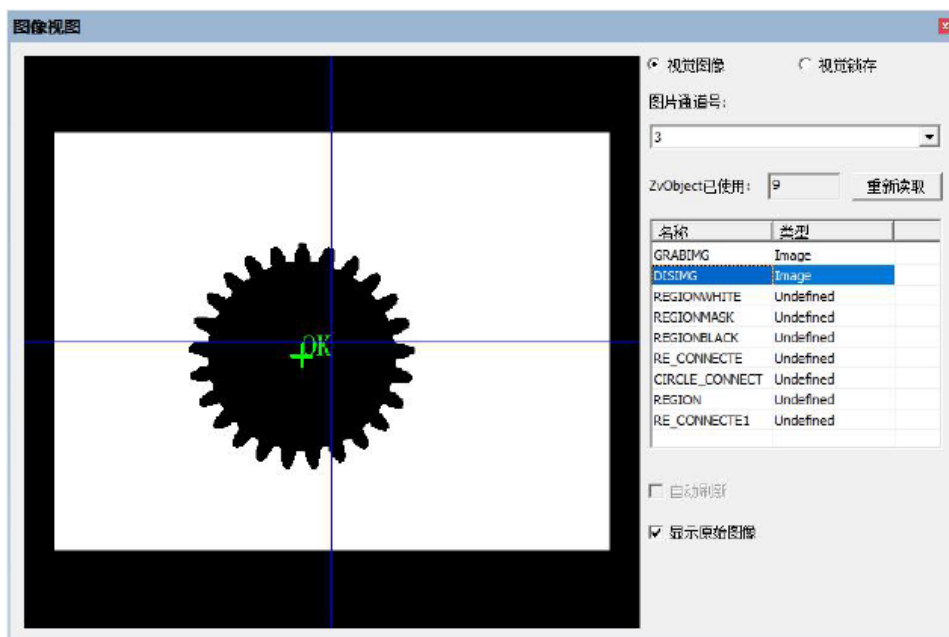 图像视图
视觉图像
视觉锁存
图片通道号:
3
ZvObject已使用:
9
重新读取
名称 类型
GRABIMG Image
DISIMG Image
REGIONWHITE Undefined
REGIONMASK Undefined
REGIONBLACK Undefined
RE_CONNECTE Undefined
CIRCLE_CONNECT Undefined
REGION Undefined
RE_CONNECTE1 Undefined
OK
自动刷新
显示原始图像